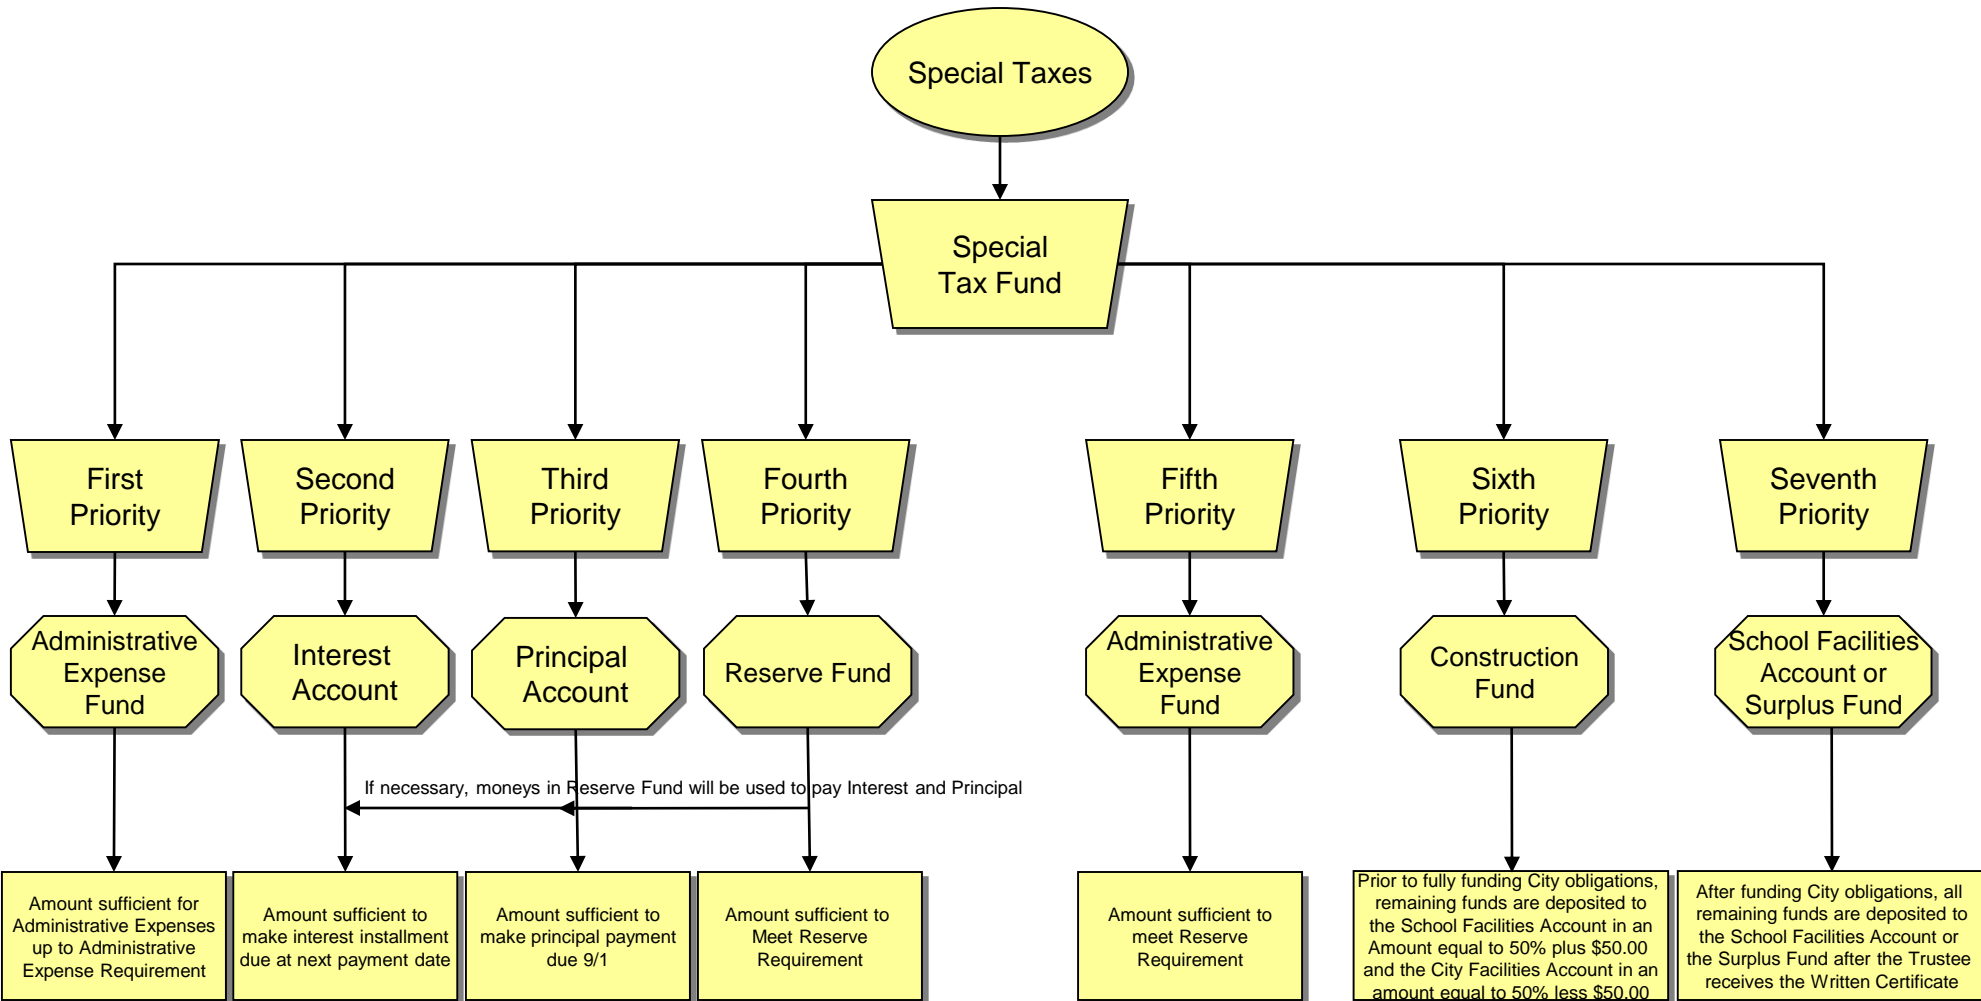 Special Taxes
Special
Tax Fund
First
Priority
Second
Priority
Third
Priority
Fourth
Priority
Fifth
Priority
Sixth
Priority
Seventh
Priority
Administrative
Expense
Fund
Interest
Account
Principal
Account
Reserve Fund
Administrative
Expense
Fund
Construction
Fund
School Facilities
Account or
Surplus Fund
If necessary, moneys in Reserve Fund will be used to pay Interest and Principal
Amount sufficient for
Administrative Expenses
up to Administrative
Expense Requirement
Amount sufficient to
make interest installment
due at next payment date
Amount sufficient to
make principal payment
due 9/1
Amount sufficient to
Meet Reserve
Requirement
Amount sufficient to
meet Reserve
Requirement
Prior to fully funding City obligations,
remaining funds are deposited to
the School Facilities Account in an
Amount equal to 50% plus $50.00
and the City Facilities Account in an
amount equal to 50% less $50.00
After funding City obligations, all
remaining funds are deposited to
the School Facilities Account or
the Surplus Fund after the Trustee
receives the Written Certificate